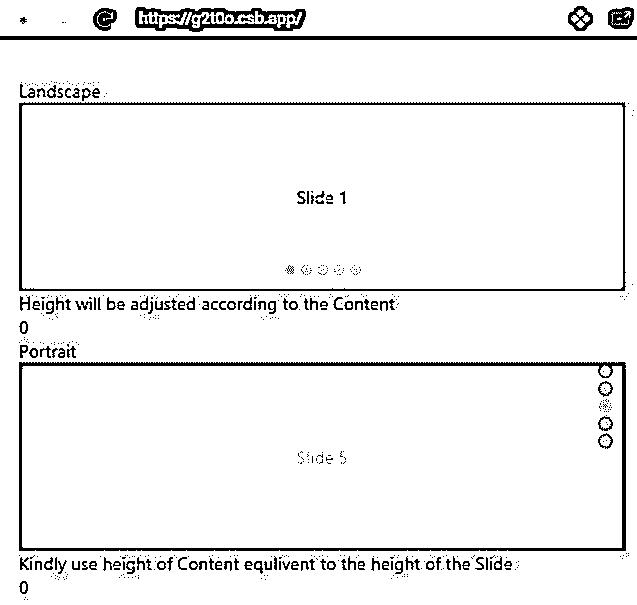 https://g2t0o.csb.app/
Landscape
Slide 1
Height will be adjusted according to the Content
0
Portrait
Slide 5
Kindly use height of Content equlivent to the height of the Slide
0